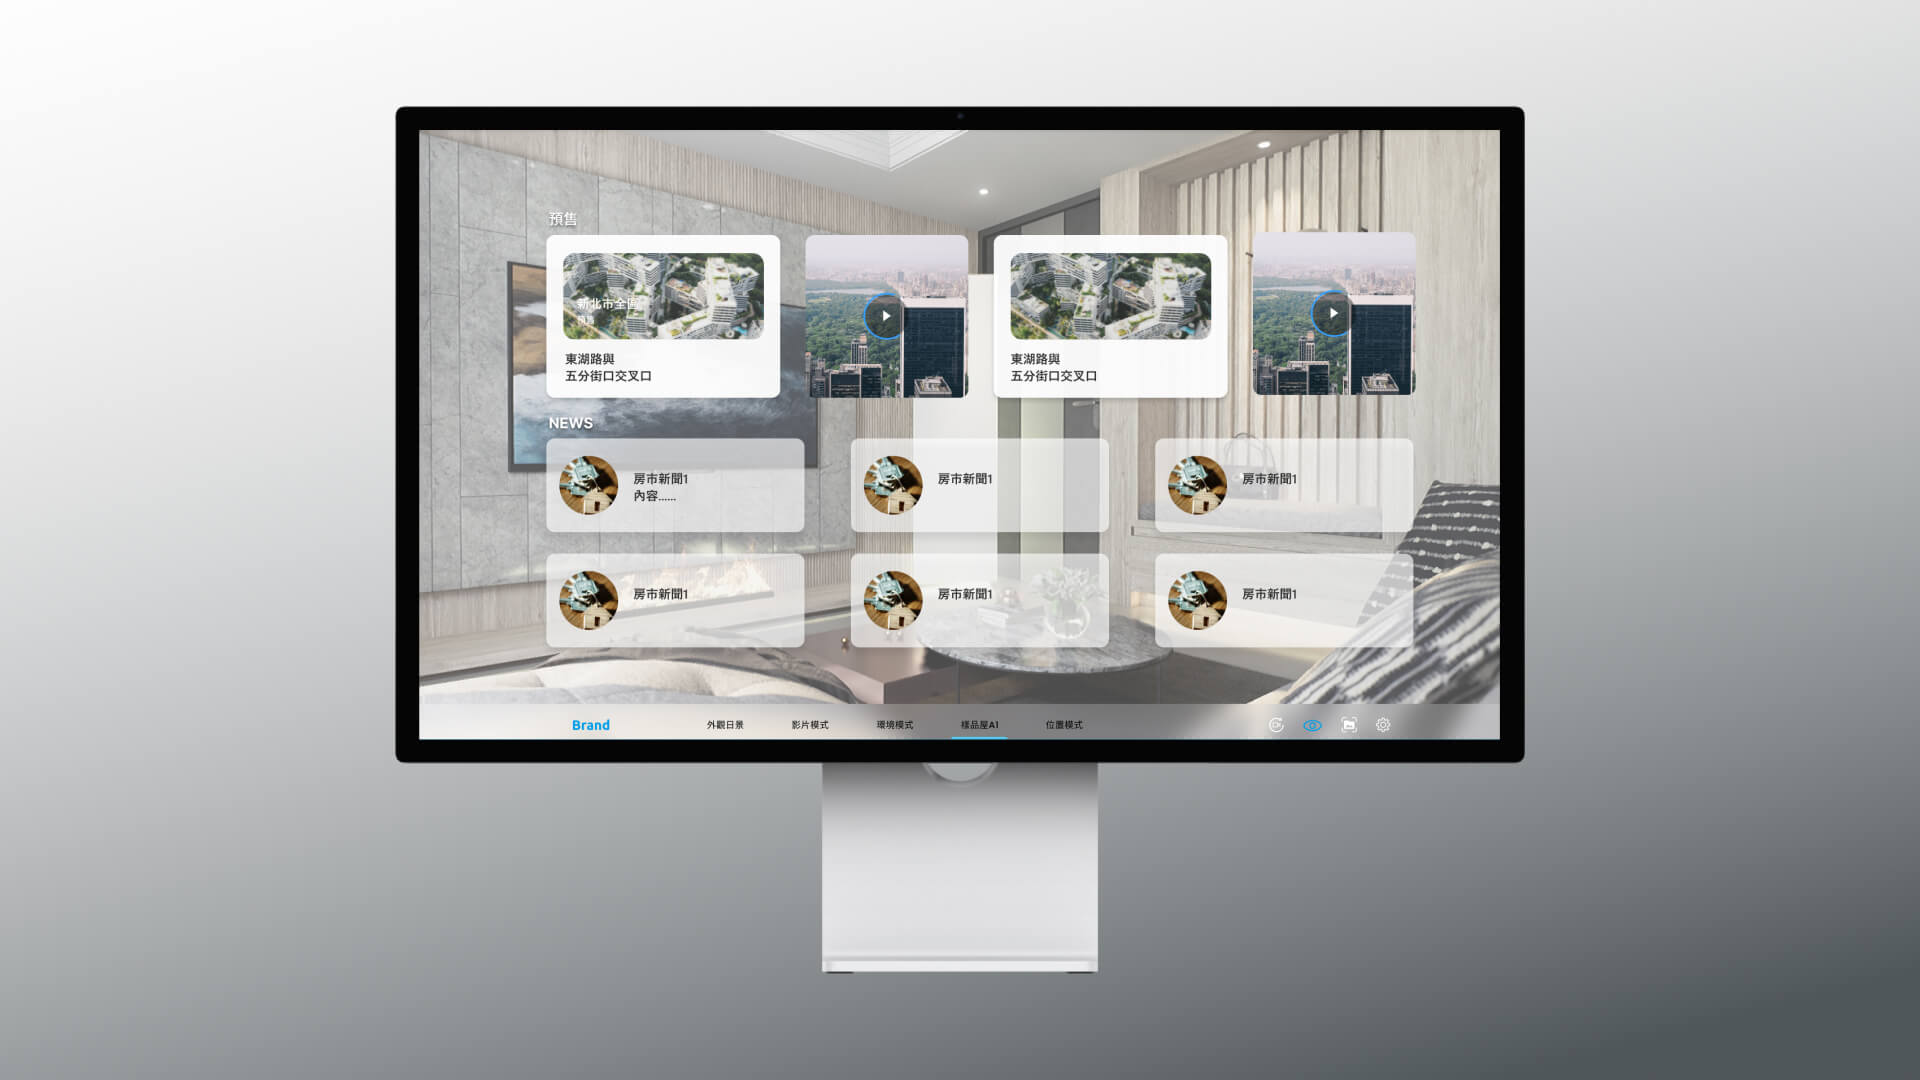 預售
新北市全區
預售
東湖路與
五分街口交叉口
東湖路與
五分街口交叉口
NEWS
房市新聞1
內容......
房市新聞1
房市新聞1
房市新聞1
房市新聞1
房市新聞1
Brand
外觀日景
影片模式
環境模式
樣品屋A1
位置模式